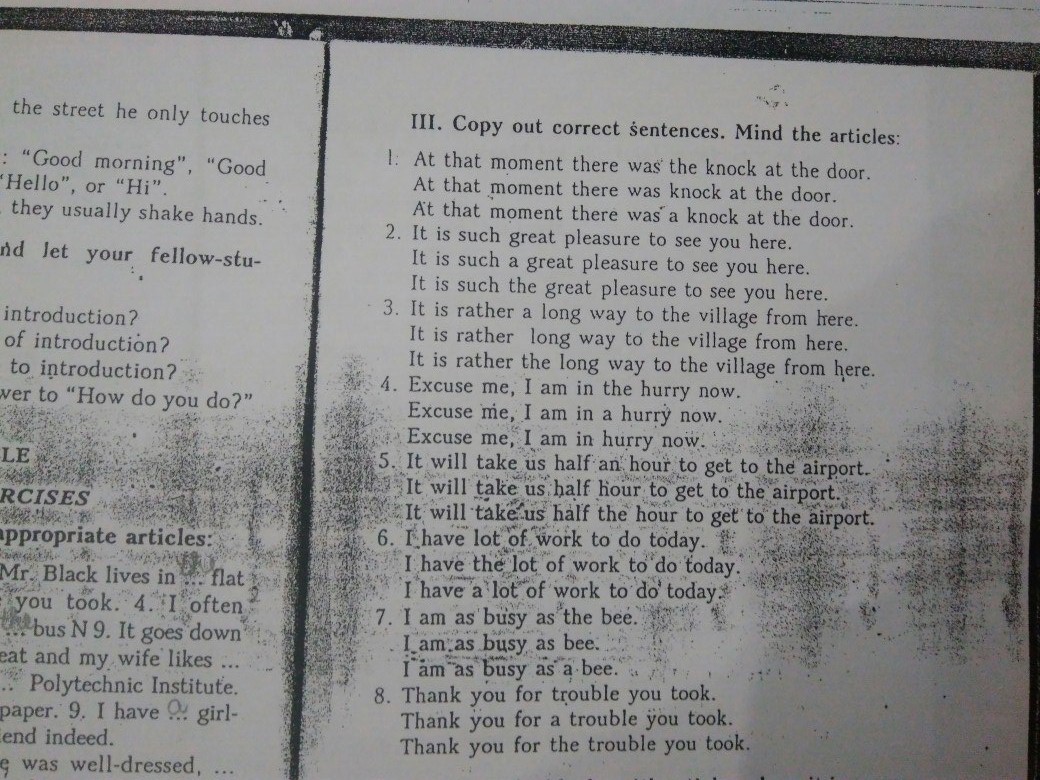 the street he only touches
: “Good morning”, “Good
“Hello”, or “Hi”.
they usually shake hands.
nd let your fellow-stu-
introduction?
of introduction?
to introduction?
wer to “How do you do?”
LE
RCISES
appropriate articles:
Mr. Black lives in ... flat
you took. 4. I often
... bus N 9. It goes down
eat and my wife likes ...
.. Polytechnic Institute.
paper. 9. I have ... girl-
end indeed.
e was well-dressed, ...
III. Copy out correct sentences. Mind the articles:
1. At that moment there was the knock at the door.
At that moment there was knock at the door.
At that moment there was a knock at the door.
2. It is such great pleasure to see you here.
It is such a great pleasure to see you here.
It is such the great pleasure to see you here.
3. It is rather a long way to the village from here.
It is rather long way to the village from here.
It is rather the long way to the village from here.
4. Excuse me, I am in the hurry now.
Excuse me, I am in a hurry now.
Excuse me, I am in hurry now.
5. It will take us half an hour to get to the airport.
It will take us half hour to get to the airport.
It will take us half the hour to get to the airport.
6. I have lot of work to do today.
I have the lot of work to do today.
I have a lot of work to do today.
7. I am as busy as the bee.
I am as busy as bee.
I am as busy as a bee.
8. Thank you for trouble you took.
Thank you for a trouble you took.
Thank you for the trouble you took.